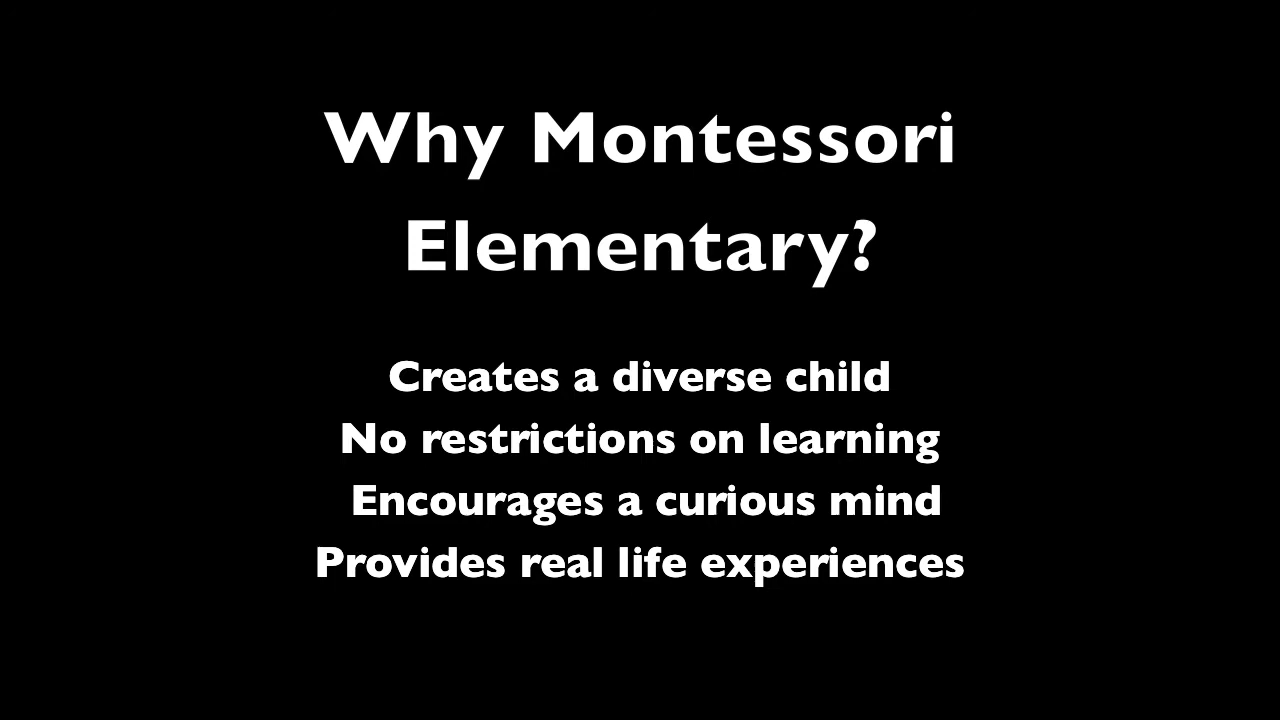 Why Montessori
Elementary?
Creates a diverse child
No restrictions on learning
Encourages a curious mind
Provides real life experiences